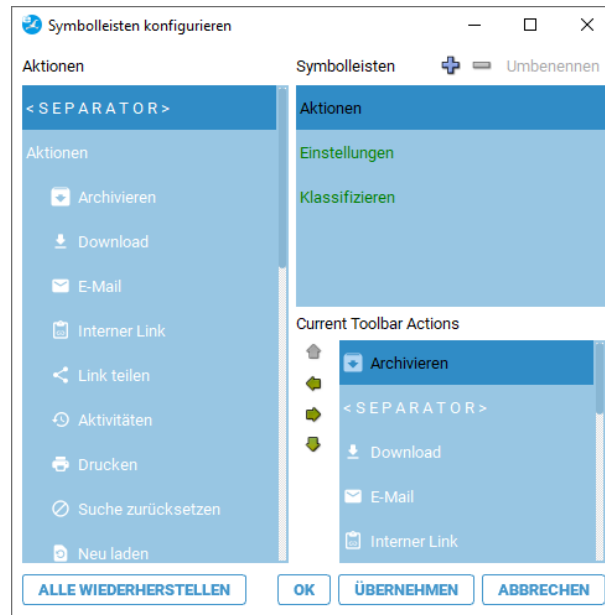 Symbolleisten konfigurieren
Aktionen
<SEPARATOR>
Aktionen
Archivieren
Download
E-Mail
Interner Link
Link teilen
Aktivitäten
Drucken
Suche zurücksetzen
Neu laden
Symbolleisten Umbenennen
Aktionen
Einstellungen
Klassifizieren
Current Toolbar Actions
Archivieren
<SEPARATOR>
Download
E-Mail
Interner Link
ALLE WIEDERHERSTELLEN OK ÜBERNEHMEN ABBRECHEN